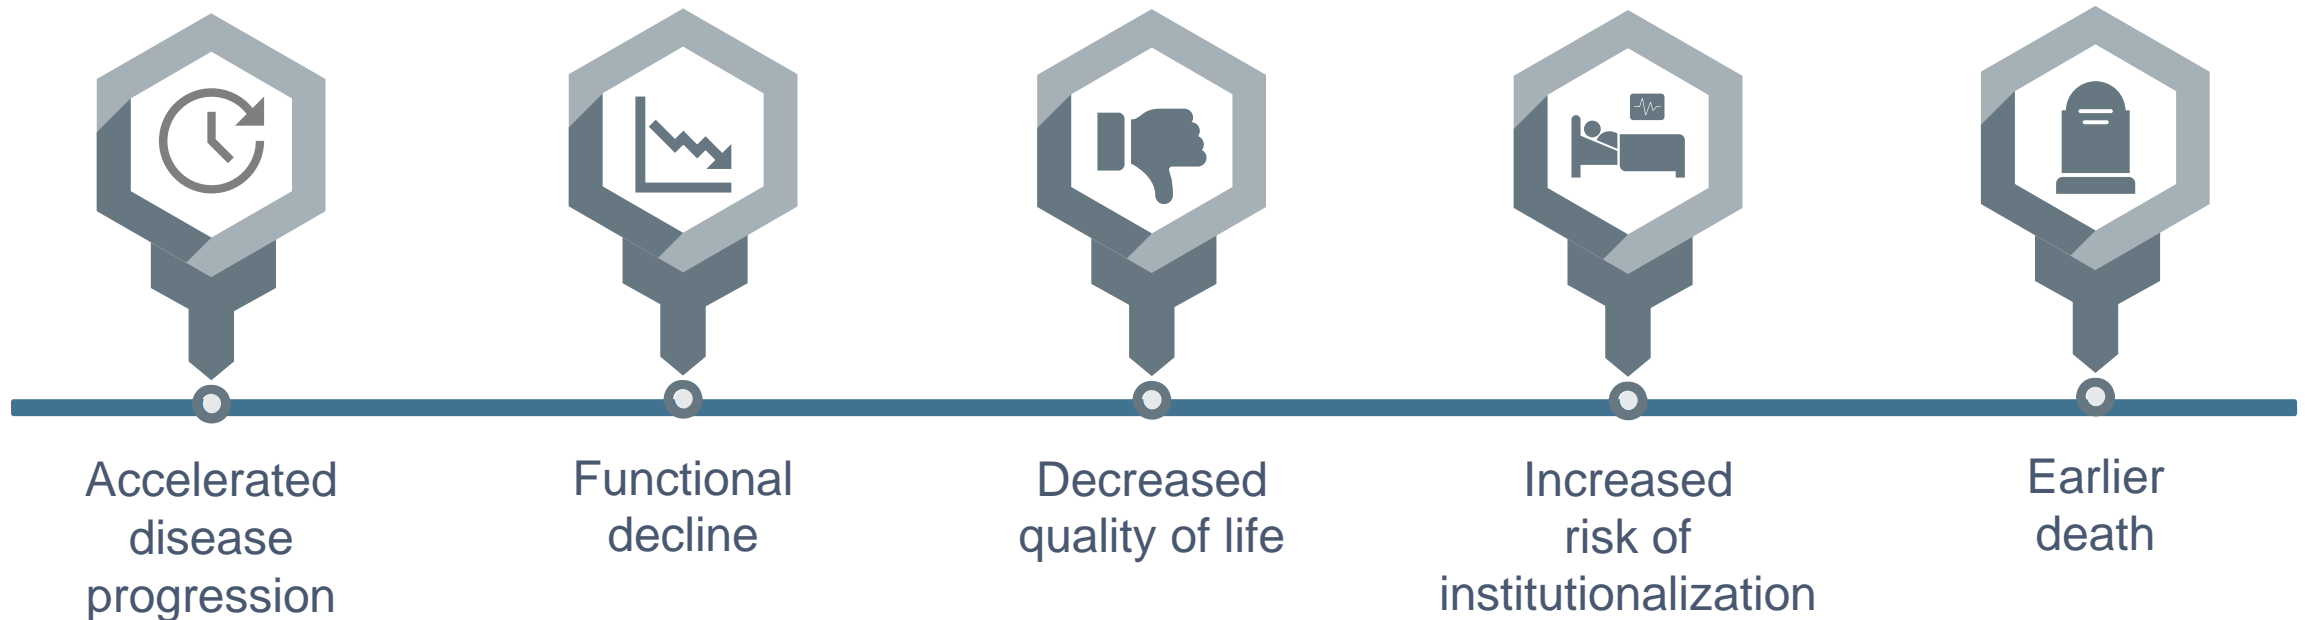 Accelerated
disease
progression
Functional
decline
Decreased
quality of life
Increased
risk of
institutionalization
Earlier
death